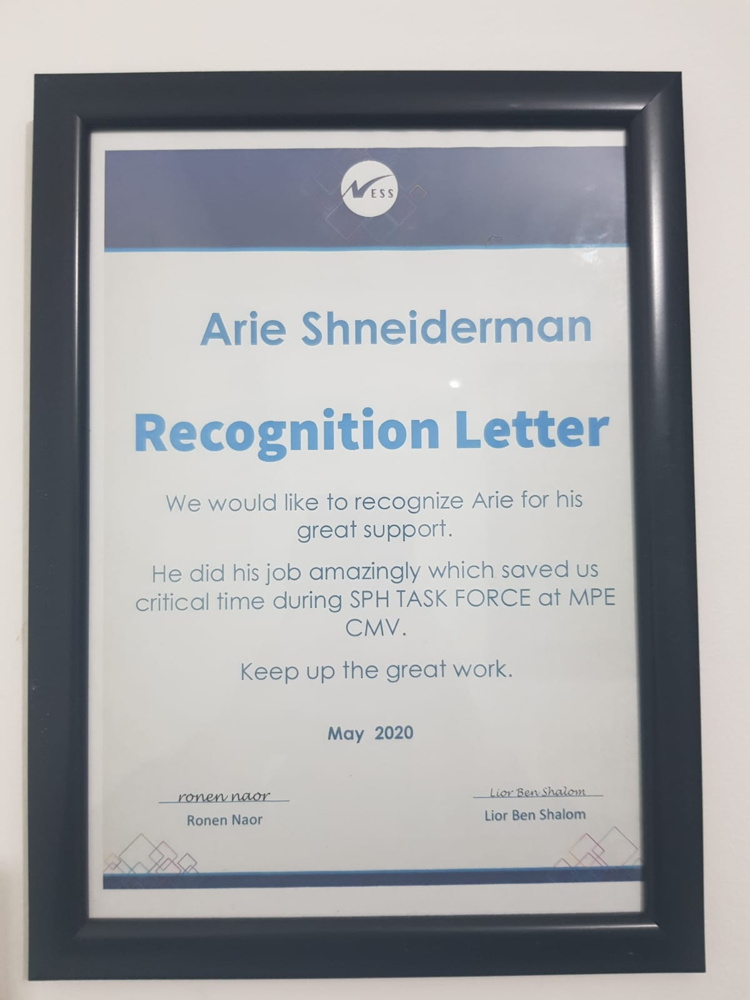 NESS
Arie Shneiderman
Recognition Letter
We would like to recognize Arie for his
great support.
He did his job amazingly which saved us
critical time during SPH TASK FORCE at MPE
CMV.
Keep up the great work.
May 2020
ronen naor
Ronen Naor
Lior Ben Shalom
Lior Ben Shalom